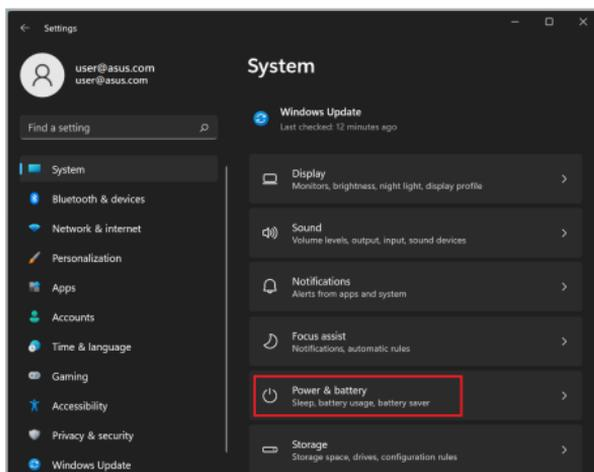 Settings
user@asus.com
user@asus.com
Find a setting
System
Bluetooth & devices
Network & internet
Personalization
Apps
Accounts
Time & language
Gaming
Accessibility
Privacy & security
Windows Update
System
Windows Update
Last checked: 12 minutes ago
Display
Monitors, brightness, night light, display profile
Sound
Volume levels, output, input, sound devices
Notifications
Alerts from apps and system
Focus assist
Notifications, automatic rules
Power & battery
Sleep, battery usage, battery saver
Storage
Storage space, drives, configuration rules